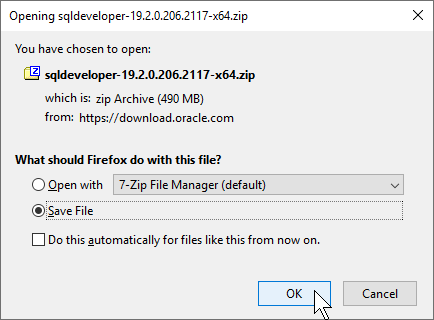 Opening sqldeveloper-19.2.0.206.2117-x64.zip
You have chosen to open:
sqldeveloper-19.2.0.206.2117-x64.zip
which is: zip Archive (490 MB)
from: https://download.oracle.com
What should Firefox do with this file?
Open with 7-Zip File Manager (default)
Save File
Do this automatically for files like this from now on.
OK Cancel